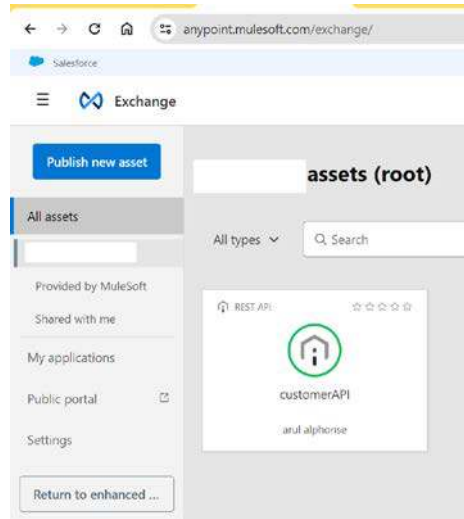 anypoint.mulesoft.com/exchange/
Salesforce
Exchange
Publish new asset
assets (root)
All assets
All types
Search
Provided by MuleSoft
Shared with me
REST API
My applications
customerAPI
Public portal
arul alphonse
Settings
Return to enhanced ...